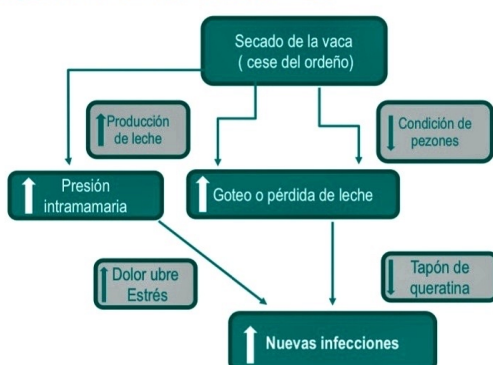 Secado de la vaca
( cese del ordeño)
Producción
de leche
Condición de
pezones
Presión
intramamaria
Goteo o pérdida de leche
Dolor ubre
Estrés
Tapón de
queratina
Nuevas infecciones